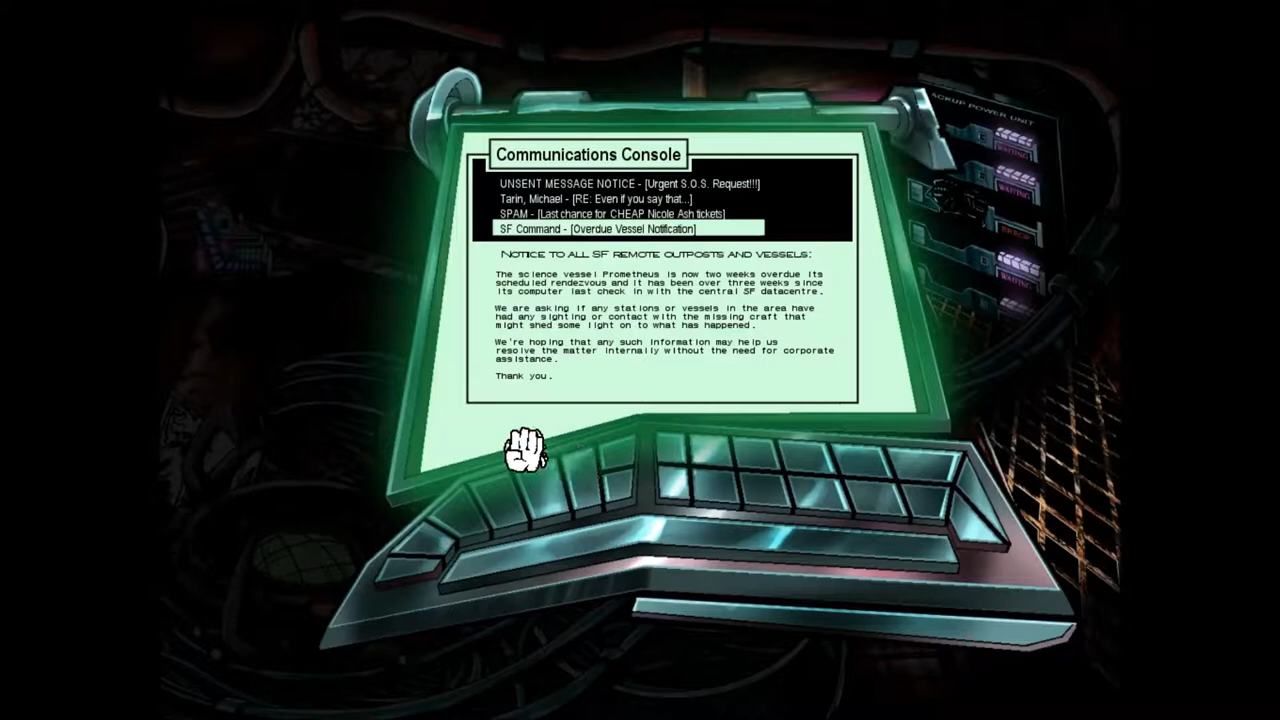 BACKUP POWER UNIT
Communications Console
WAITING
UNSENT MESSAGE NOTICE - [Urgent S.O.S. Request!!!]
WAITING
Tarin, Michael - [RE: Even if you say that...]
SPAM - [Last chance for CHEAP Nicole Ash tickets]
SF Command - [Overdue Vessel Notification]
NOTICE TO ALL SF REMOTE OUTPOSTS AND VESSELS:
WAITING
The science vessel Prometheus is now two weeks overdue its
scheduled rendezvous and it has been over three weeks since
its computer last check in with the central SF datacentre.
We are asking if any stations or vessels in the area have
had any sighting or contact with the missing craft that
might shed some light on to what has happened.
We're hoping that any such information may help us
resolve the matter internally without the need for corporate
assistance.
Thank you.